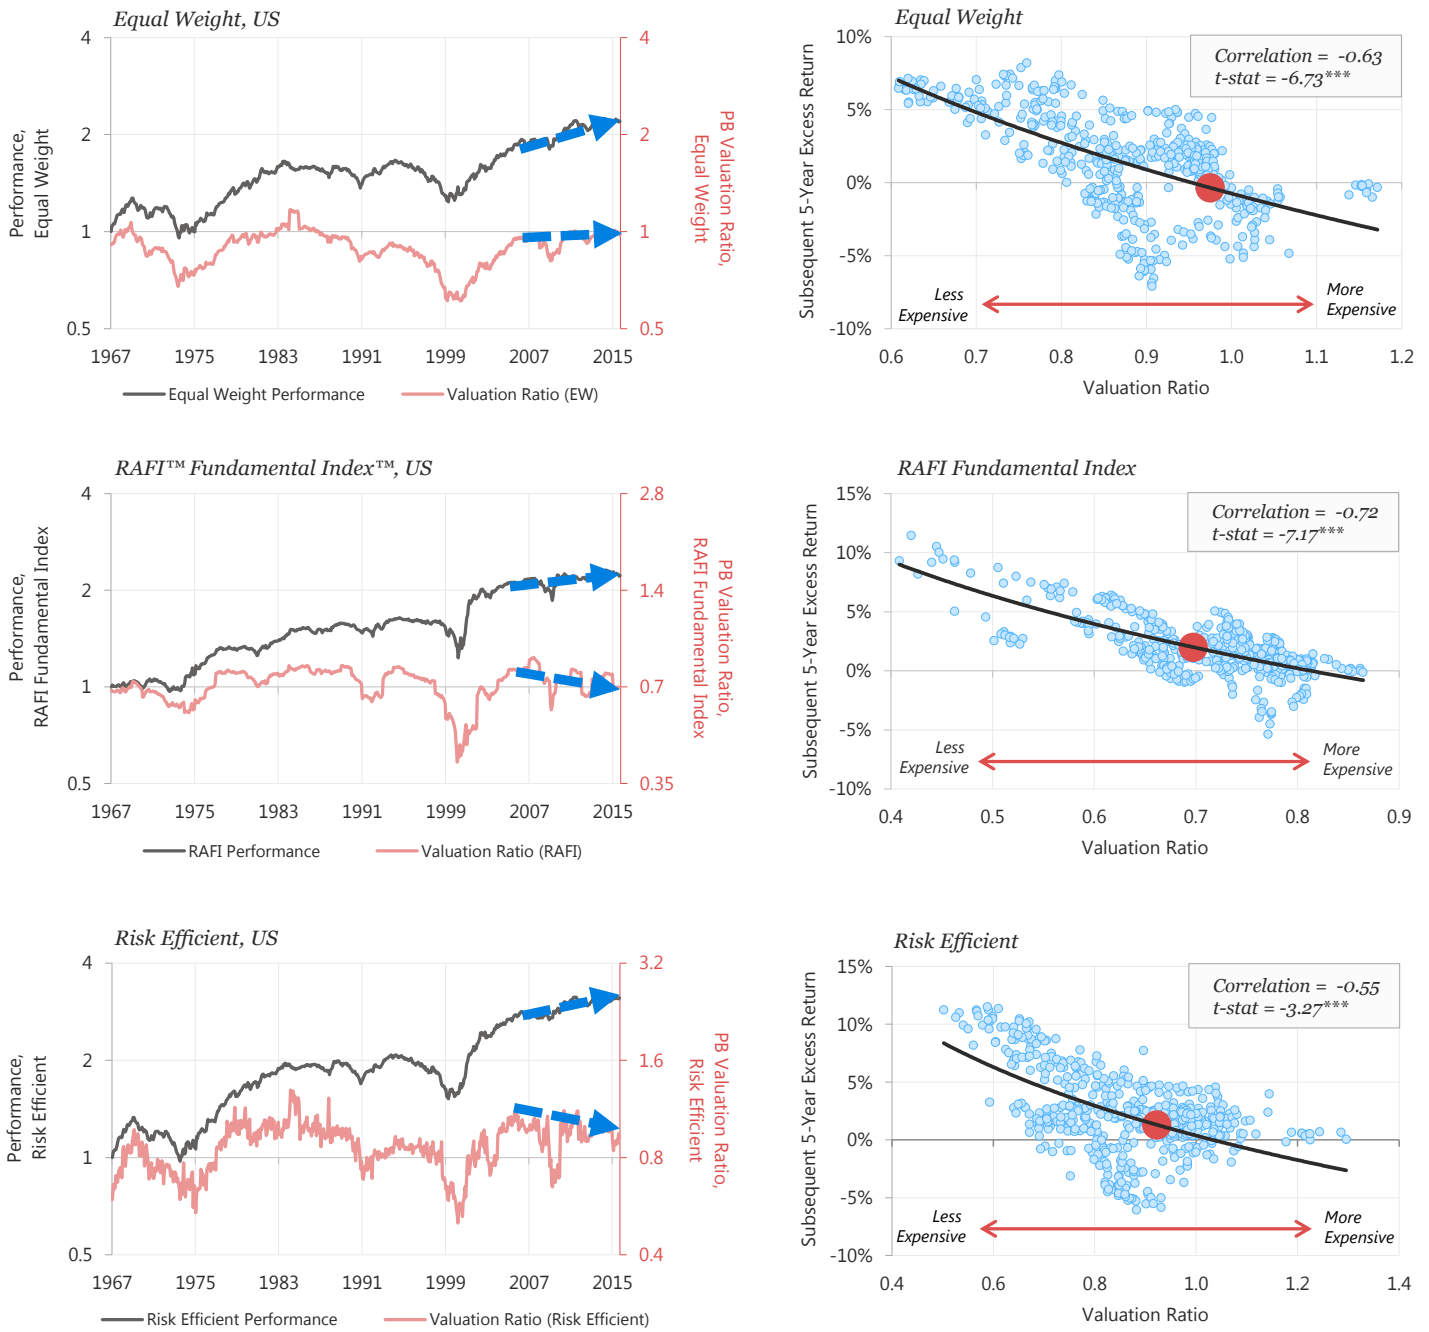 Equal Weight, US
4
2
1
0.5
4
2
1
0.5
Performance,
Equal Weight
PB Valuation Ratio,
Equal Weight
1967 1975 1983 1991 1999 2007 2015
Equal Weight Performance Valuation Ratio (EW)
Equal Weight
10%
5%
0%
-5%
-10%
Subsequent 5-Year Excess Return
Correlation = -0.63
t-stat = -6.73***
Less
Expensive
More
Expensive
0.6 0.7 0.8 0.9 1.0 1.1 1.2
Valuation Ratio
RAFI™ Fundamental Index™, US
4
2
1
0.5
2.8
1.4
0.7
0.35
Performance,
RAFI Fundamental Index
PB Valuation Ratio,
RAFI Fundamental Index
1967 1975 1983 1991 1999 2007 2015
RAFI Performance Valuation Ratio (RAFI)
RAFI Fundamental Index
15%
10%
5%
0%
-5%
-10%
Subsequent 5-Year Excess Return
Correlation = -0.72
t-stat = -7.17***
Less
Expensive
More
Expensive
0.4 0.5 0.6 0.7 0.8 0.9
Valuation Ratio
Risk Efficient, US
4
2
1
0.5
3.2
1.6
0.8
0.4
Performance,
Risk Efficient
PB Valuation Ratio,
Risk Efficient
1967 1975 1983 1991 1999 2007 2015
Risk Efficient Performance Valuation Ratio (Risk Efficient)
Risk Efficient
15%
10%
5%
0%
-5%
-10%
Subsequent 5-Year Excess Return
Correlation = -0.55
t-stat = -3.27***
Less
Expensive
More
Expensive
0.4 0.6 0.8 1.0 1.2 1.4
Valuation Ratio